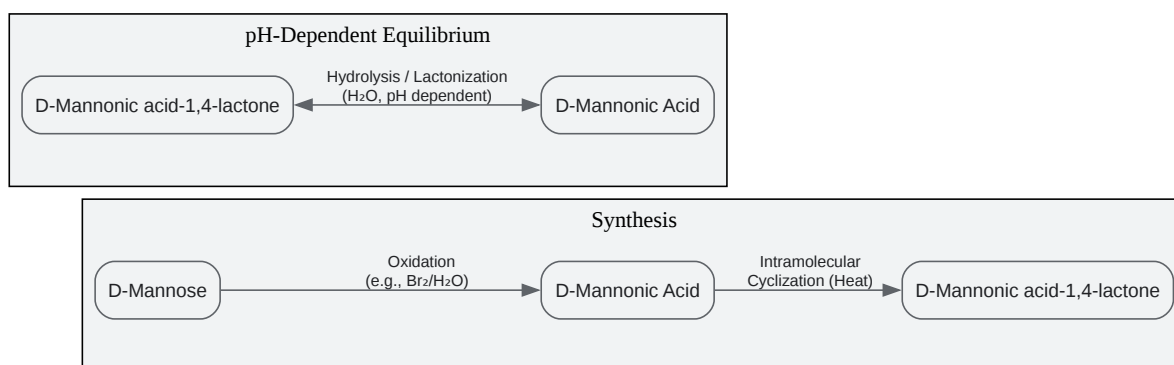 pH-Dependent Equilibrium
Hydrolysis / Lactonization
(H₂O, pH dependent)
D-Mannonic acid-1,4-lactone
D-Mannonic Acid
Synthesis
Oxidation
(e.g., Br₂/H₂O)
Intramolecular
Cyclization (Heat)
D-Mannose
D-Mannonic Acid
D-Mannonic acid-1,4-lactone